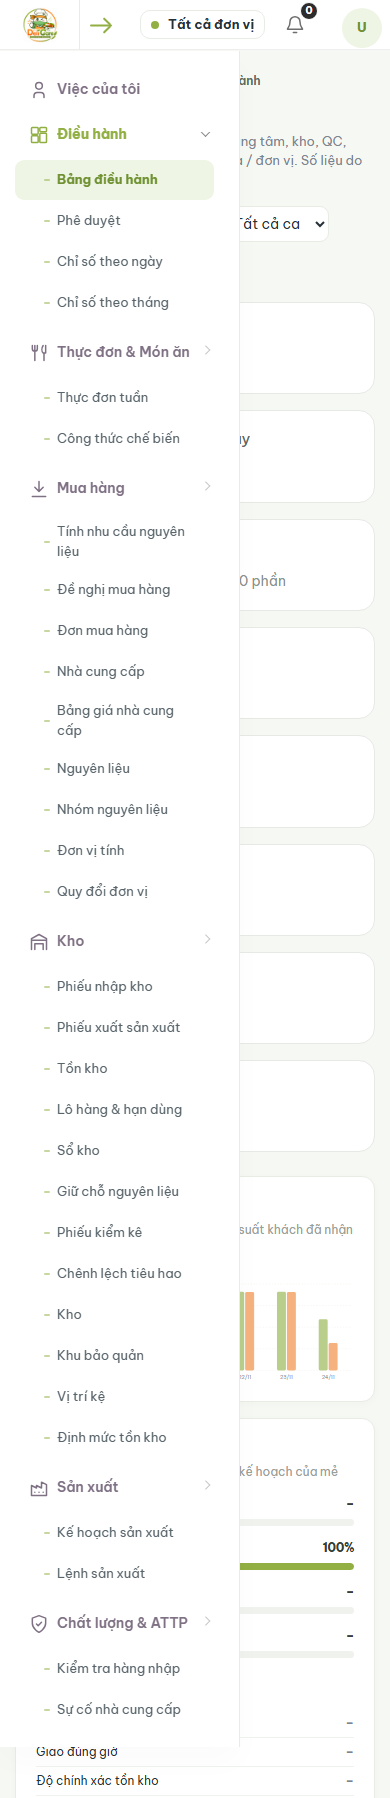 Tất cả đơn vị
0
U
Việc của tôi
ành
Điều hành
ng tâm, kho, QC,
/ đơn vị. Số liệu do
Bảng điều hành
Phê duyệt
Tất cả ca
Chỉ số theo ngày
Chỉ số theo tháng
Thực đơn & Món ăn
Thực đơn tuần
Công thức chế biến
ay
Mua hàng
Tính nhu cầu nguyên
liệu
Đề nghị mua hàng
0 phần
Đơn mua hàng
Nhà cung cấp
Bảng giá nhà cung
cấp
Nguyên liệu
Nhóm nguyên liệu
Đơn vị tính
Quy đổi đơn vị
Kho
Phiếu nhập kho
Phiếu xuất sản xuất
Tồn kho
Lô hàng & hạn dùng
Sổ kho
Giữ chỗ nguyên liệu
Phiếu kiểm kê
suất khách đã nhận
Chênh lệch tiêu hao
Kho
Khu bảo quản
23/11
24/11
Vị trí kệ
Định mức tồn kho
kế hoạch của mẻ
Sản xuất
–
Kế hoạch sản xuất
100%
Lệnh sản xuất
–
Chất lượng & ATTP
–
Kiểm tra hàng nhập
Sự cố nhà cung cấp
–
Giao đúng giờ
–
Độ chính xác tồn kho
–